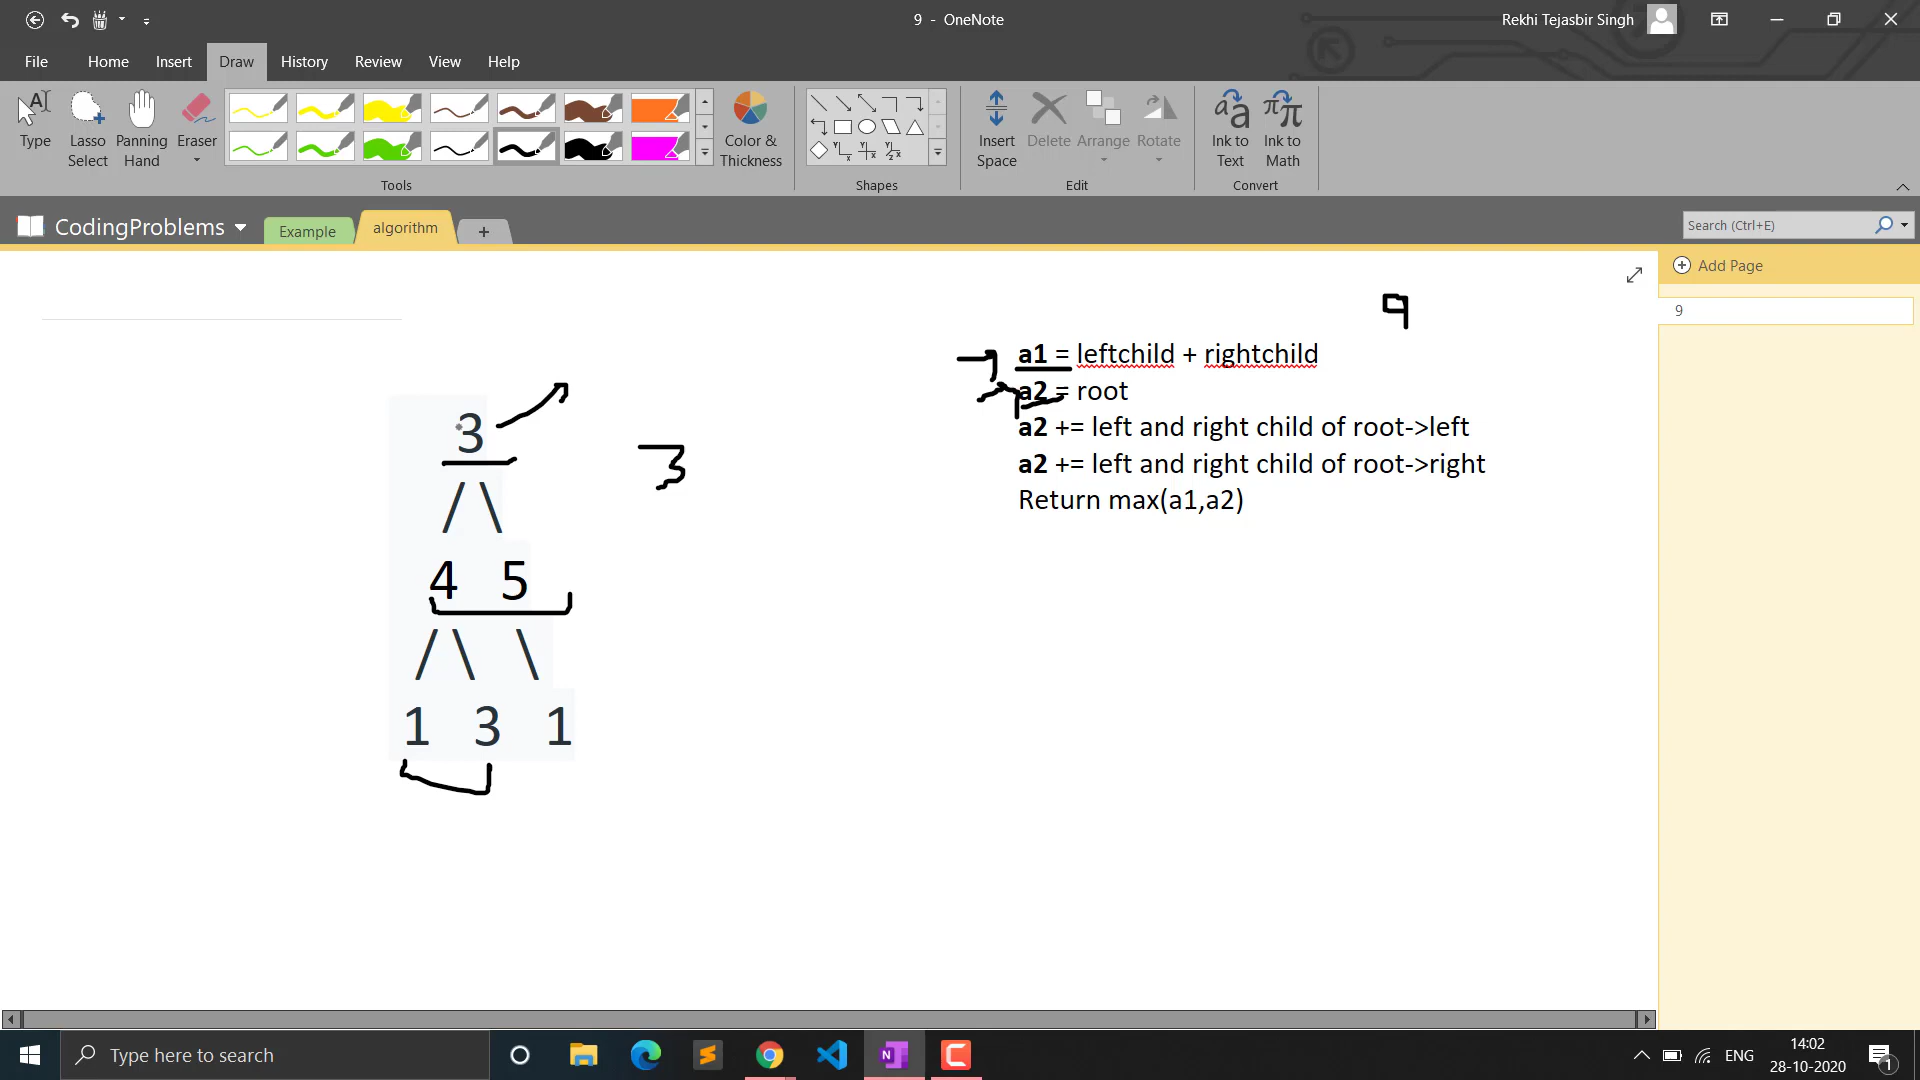 9 - OneNote
Rekhi Tejasbir Singh
File Home Insert Draw History Review View Help
Type
Lasso Select
Panning Hand
Eraser
Color & Thickness
Insert Space
Delete
Arrange
Rotate
Ink to Text
Ink to Math
Tools
Shapes
Edit
Convert
CodingProblems
Example
algorithm
Search (Ctrl+E)
Add Page
9
9
a1 = leftchild + rightchild
a2 = root
a2 += left and right child of root->left
a2 += left and right child of root->right
Return max(a1,a2)
3
3
/ \
4 5
/ \ \
1 3 1
Type here to search
ENG
14:02
28-10-2020
1